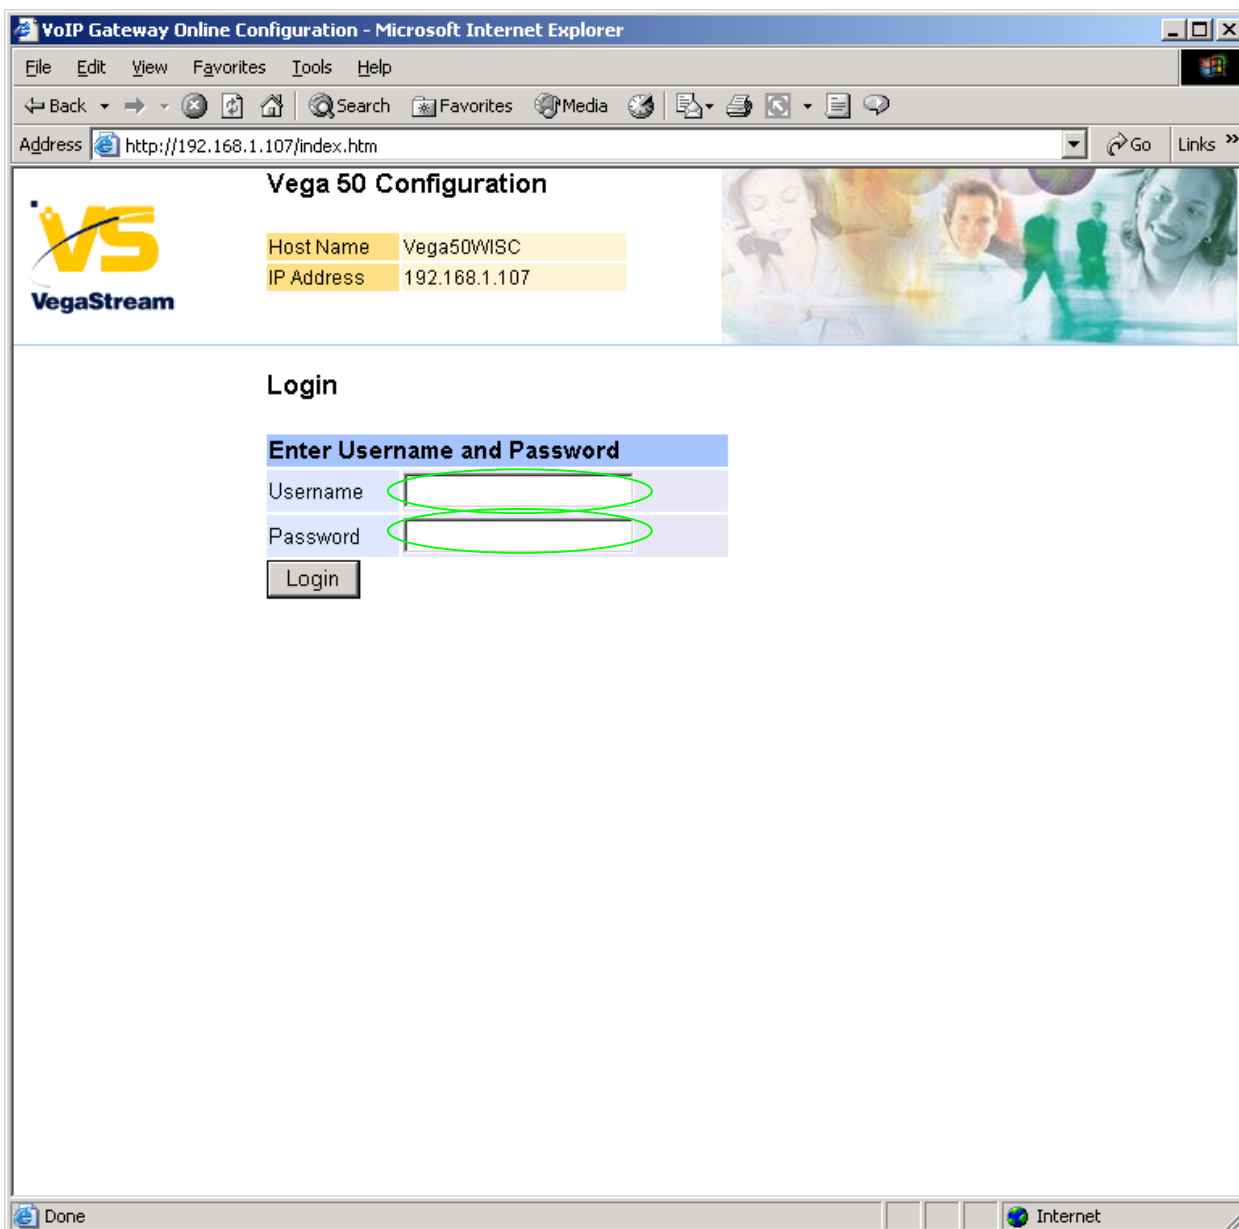 VoIP Gateway Online Configuration - Microsoft Internet Explorer
File Edit View Favorites Tools Help
Back Search Favorites Media
Address http://192.168.1.107/index.htm Go Links »
VS
VegaStream
Vega 50 Configuration
Host Name Vega50WISC
IP Address 192.168.1.107
Login
Enter Username and Password
Username
Password
Login
Done Internet